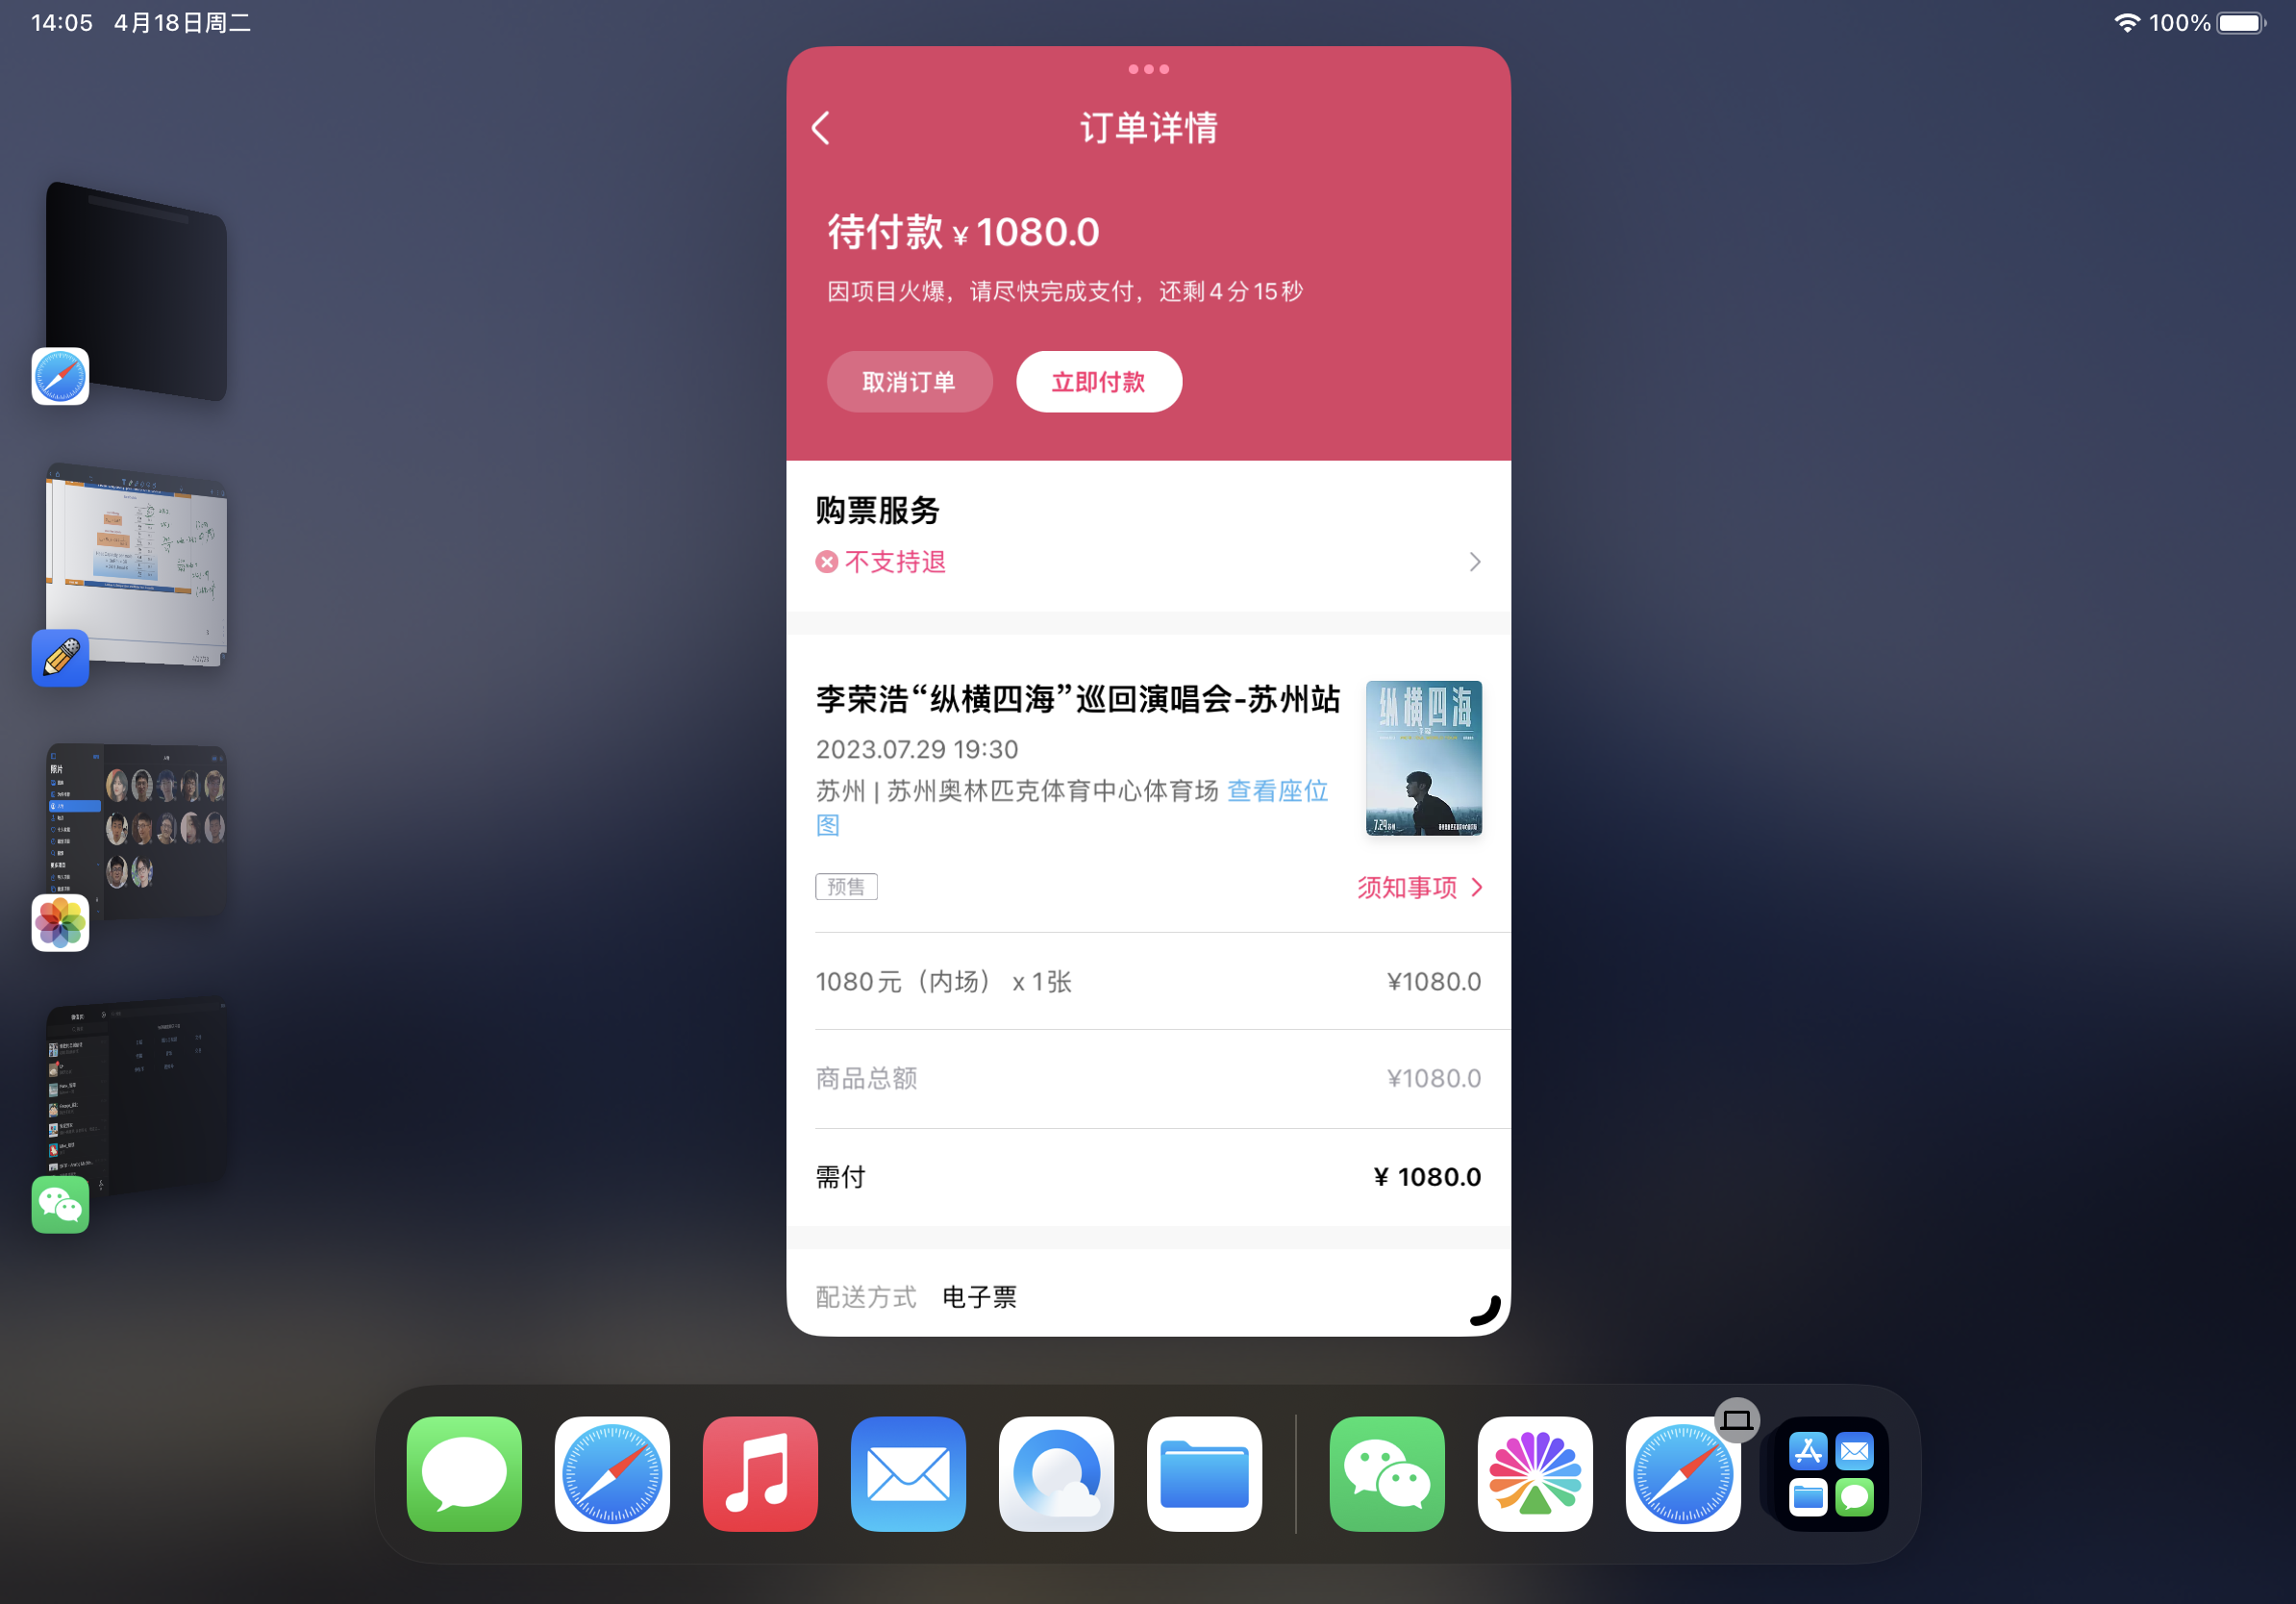 14:05 4月18日周二
100%
订单详情
待付款 ¥ 1080.0
因项目火爆，请尽快完成支付，还剩4分15秒
取消订单 立即付款
购票服务
不支持退
李荣浩“纵横四海”巡回演唱会-苏州站
2023.07.29 19:30
苏州 | 苏州奥林匹克体育中心体育场 查看座位
图
纵横四海
预售
须知事项
1080元（内场） x 1张 ¥1080.0
商品总额 ¥1080.0
需付 ¥ 1080.0
配送方式 电子票
照片